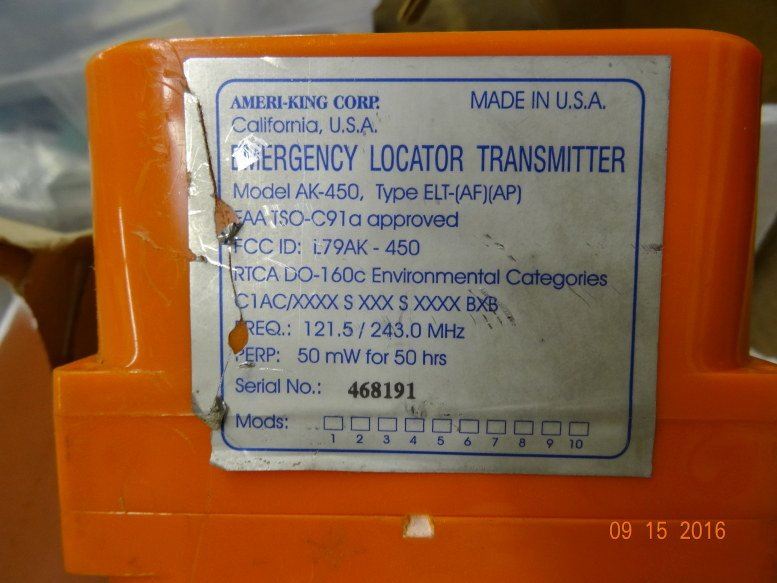 AMERI-KING CORP. MADE IN U.S.A.
California, U.S.A.
EMERGENCY LOCATOR TRANSMITTER
Model AK-450, Type ELT-(AF)(AP)
FAA TSO-C91a approved
FCC ID: L79AK - 450
RTCA DO-160c Environmental Categories
C1AC/XXXX S XXX S XXXX BXB
FREQ.: 121.5 / 243.0 MHz
PERP: 50 mW for 50 hrs
Serial No.: 468191
Mods:
1 2 3 4 5 6 7 8 9 10
09 15 2016